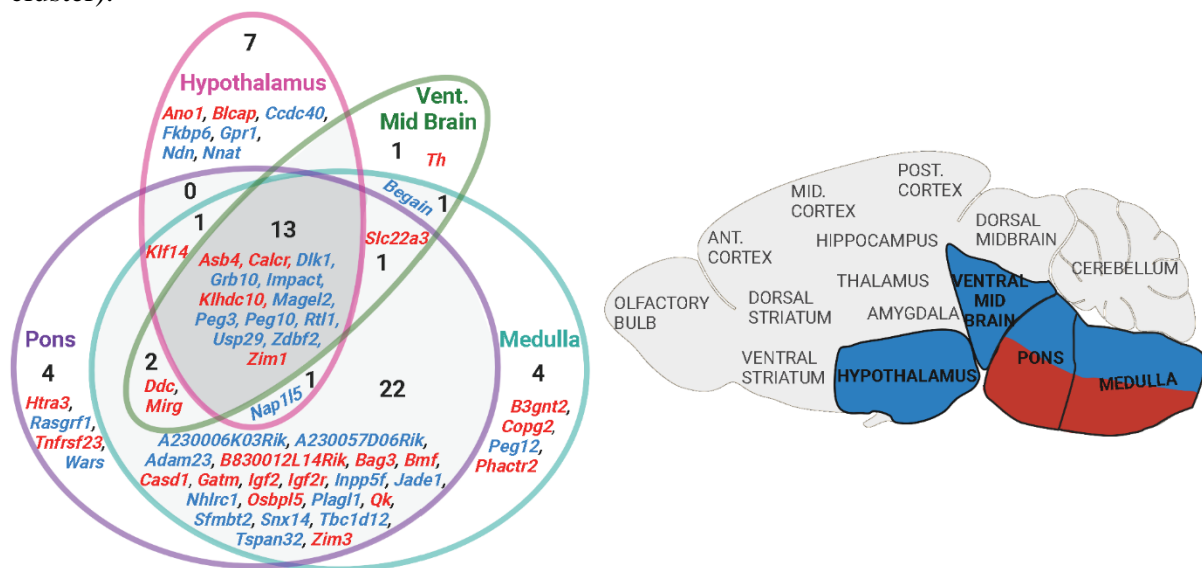 cluster).
7
Hypothalamus
Ano1, Blcap, Ccdc40,
Fkbp6, Gpr1,
Ndn, Nnat
Vent.
Mid Brain
1
Th
0
1
Klf14
Begain
1
Slc22a3
1
13
Asb4, Calcr, Dlk1,
Grb10, Impact,
Klhdc10, Magel2,
Peg3, Peg10, Rtl1,
Usp29, Zdbf2,
Zim1
Pons
4
Htra3,
Rasgrf1,
Tnfrsf23,
Wars
2
Ddc,
Mirg
1
Nap1l5
22
A230006K03Rik, A230057D06Rik,
Adam23, B830012L14Rik, Bag3, Bmf,
Casd1, Gatm, Igf2, Igf2r, Inpp5f, Jade1,
Nhlrc1, Osbpl5, Plagl1, Qk,
Sfmbt2, Snx14, Tbc1d12,
Tspan32, Zim3
Medulla
4
B3gnt2,
Copg2,
Peg12,
Phactr2
OLFACTORY
BULB
ANT.
CORTEX
MID.
CORTEX
POST.
CORTEX
HIPPOCAMPUS
DORSAL
MIDBRAIN
CEREBELLUM
THALAMUS
DORSAL
STRIATUM
AMYGDALA
VENTRAL
STRIATUM
HYPOTHALAMUS
VENTRAL
MID
BRAIN
PONS
MEDULLA